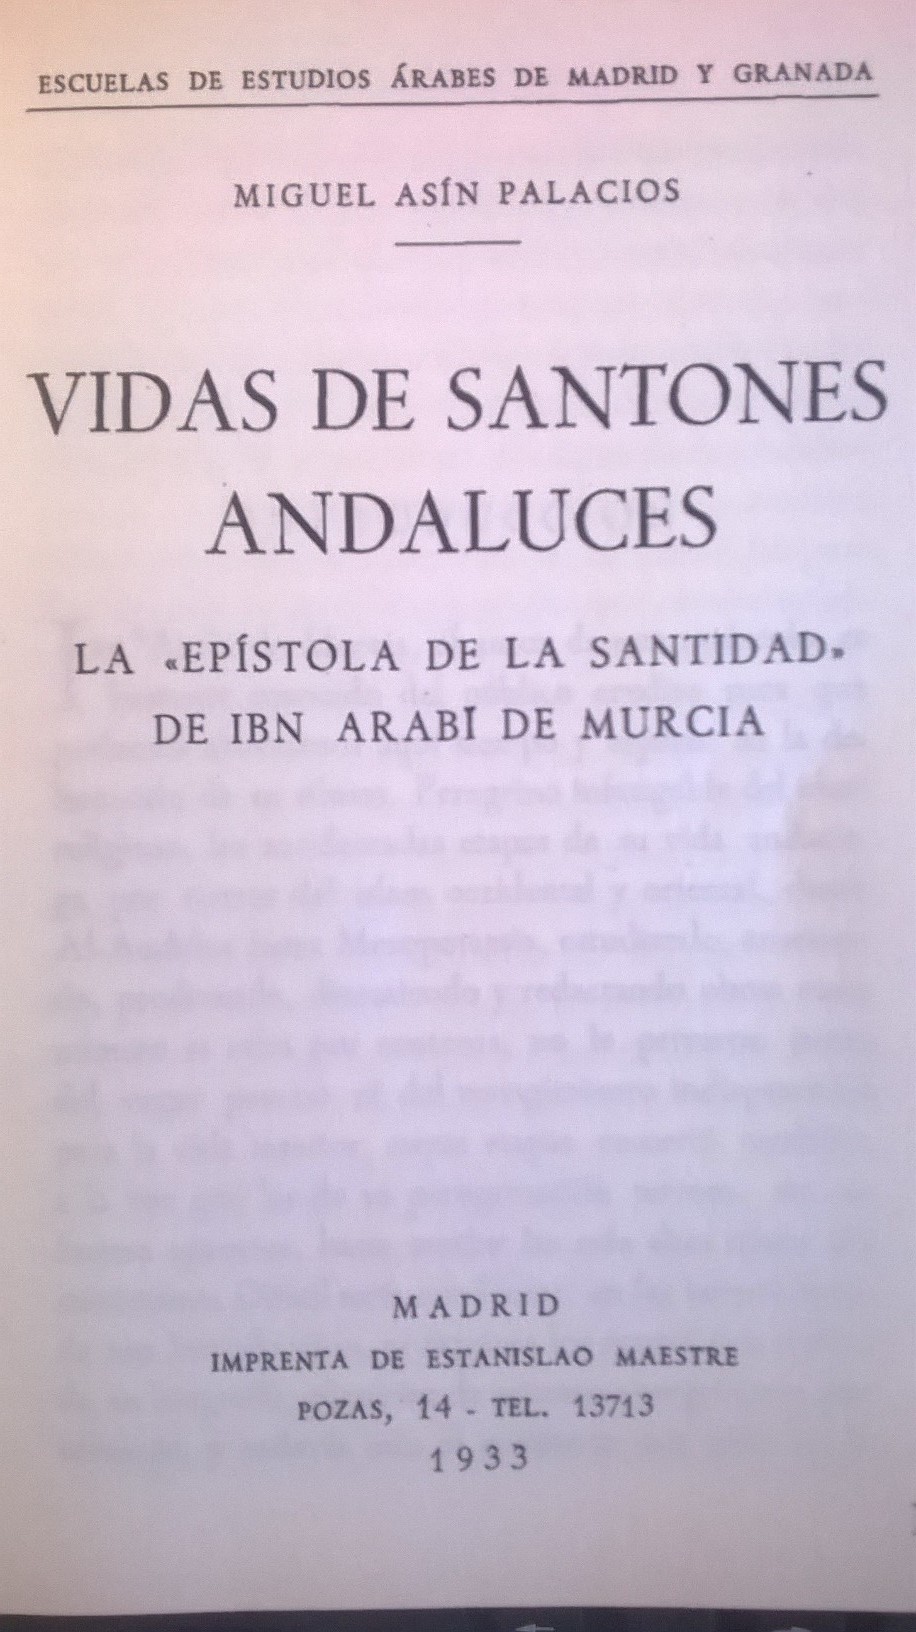 ESCUELAS DE ESTUDIOS ÁRABES DE MADRID Y GRANADA
MIGUEL ASÍN PALACIOS
VIDAS DE SANTONES
ANDALUCES
LA «EPÍSTOLA DE LA SANTIDAD»
DE IBN ARABĪ DE MURCIA
MADRID
IMPRENTA DE ESTANISLAO MAESTRE
POZAS, 14 - TEL. 13713
1933